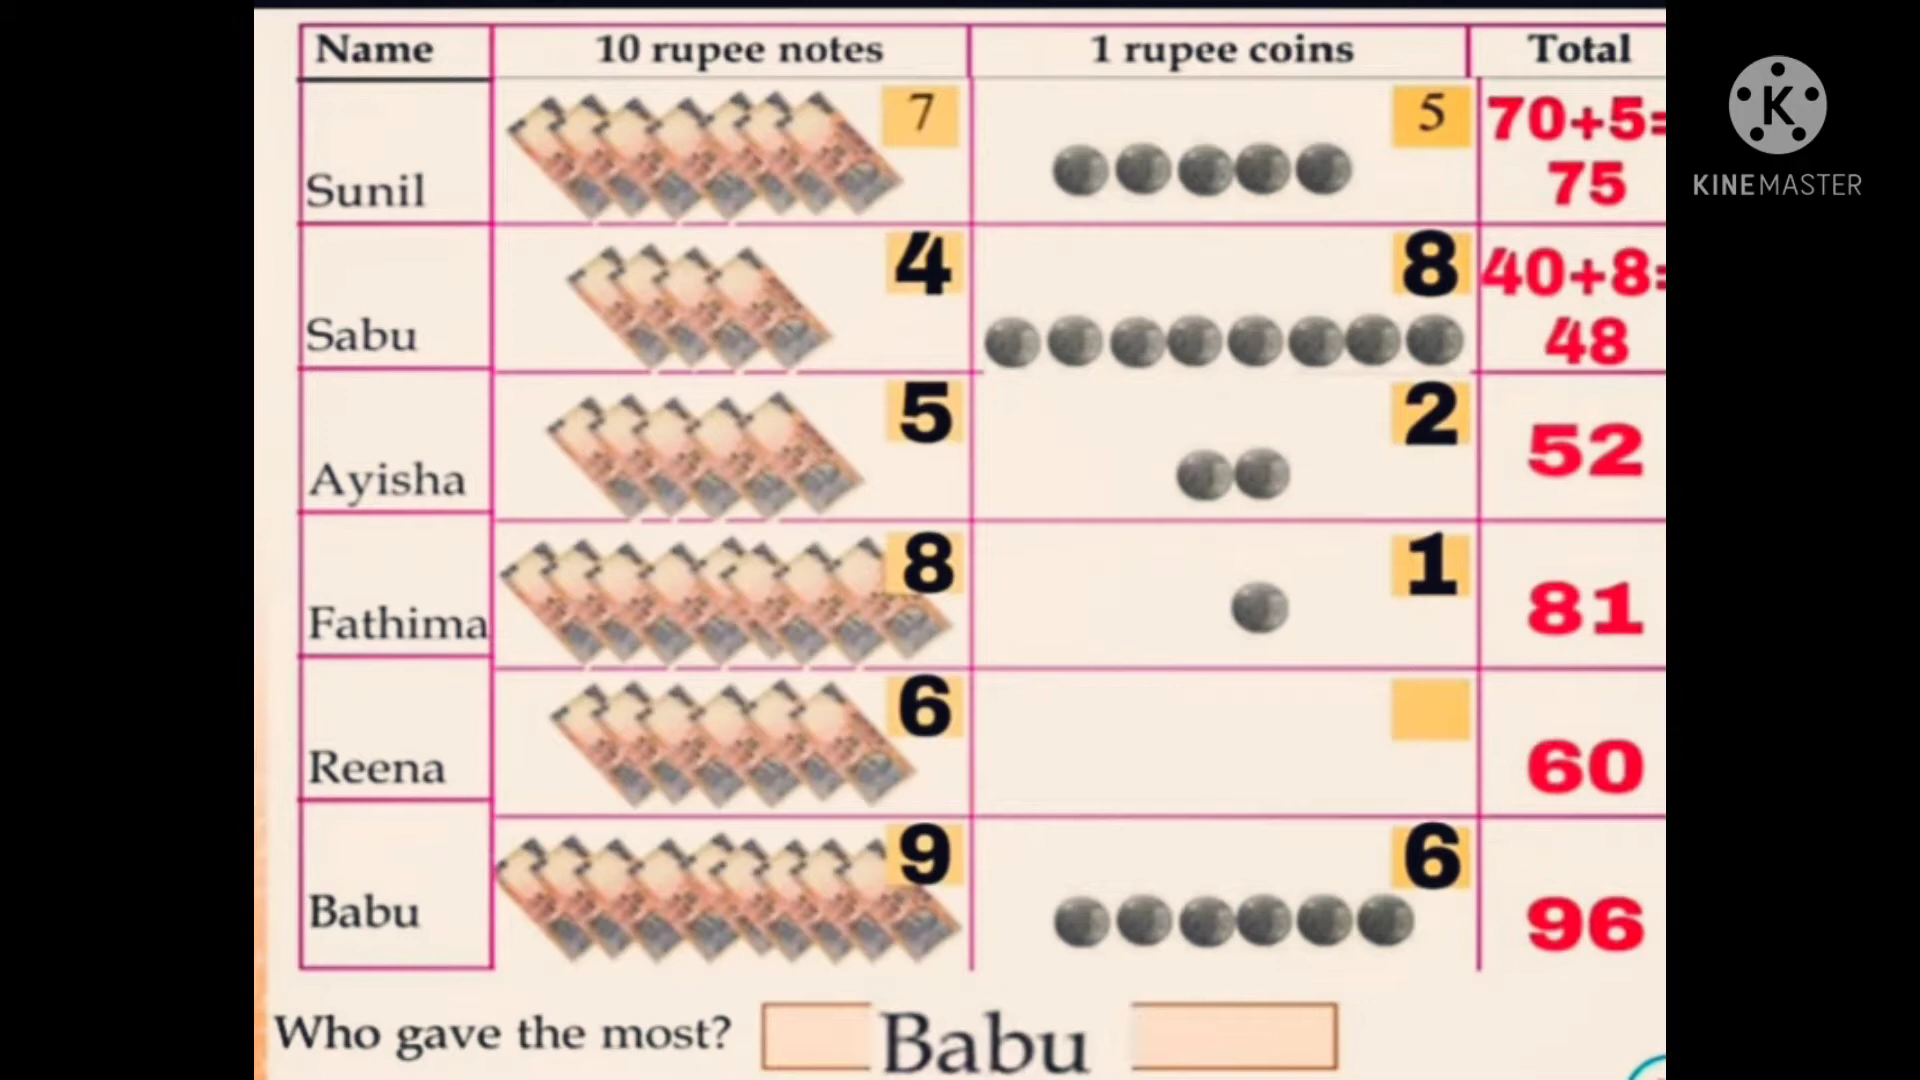 Name 10 rupee notes 1 rupee coins Total
Sunil 7 5 70+5=
75
Sabu 4 8 40+8=
48
Ayisha 5 2 52
Fathima 8 1 81
Reena 6 60
Babu 9 6 96
Who gave the most? Babu
K
KINEMASTER